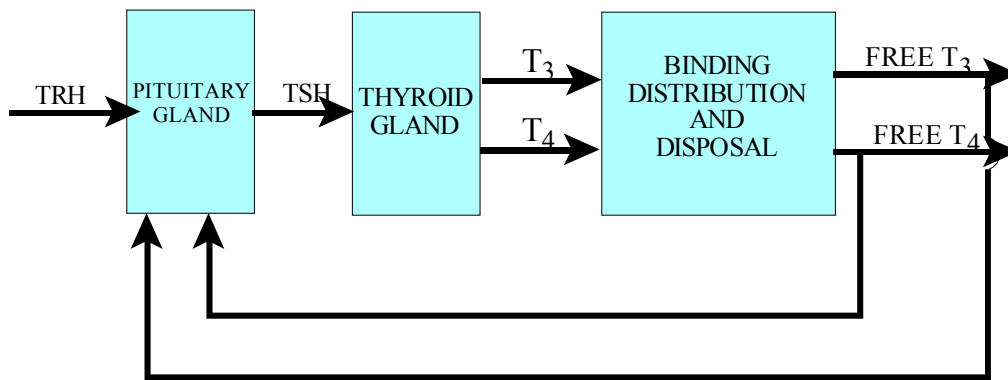 TRH
PITUITARY
GLAND
TSH
THYROID
GLAND
T3
T4
BINDING
DISTRIBUTION
AND
DISPOSAL
FREE T3
FREE T4